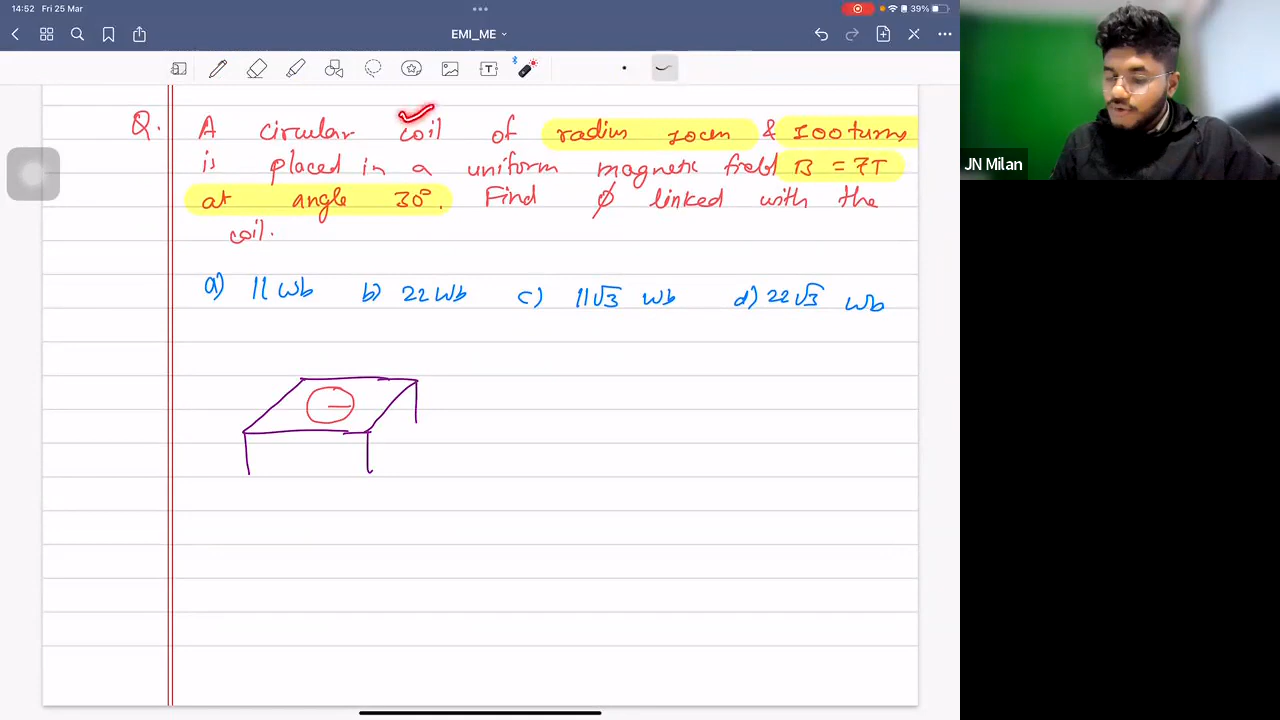 14:52 Fri 25 Mar
39%
EMI_ME
Q. A circular coil of radius 10cm & 100 turns
is placed in a uniform magnetic field B = 7T
at angle 30°. Find ϕ linked with the
coil.
a) 11 Wb b) 22 Wb c) 11√3 Wb d) 22√3 Wb
JN Milan